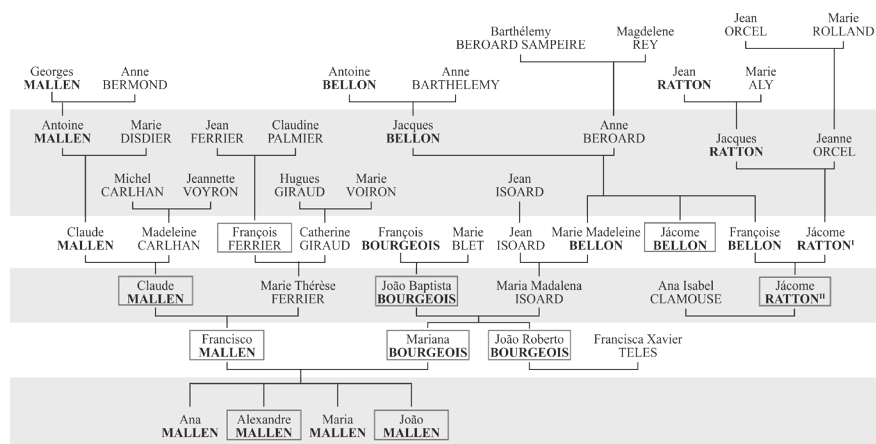 Barthélemy
BEROARD SAMPEIRE
Magdelene
REY
Jean
ORCEL
Marie
ROLLAND
Georges
MALLEN
Anne
BERMOND
Antoine
BELLON
Anne
BARTHELEMY
Jean
RATTON
Marie
ALY
Antoine
MALLEN
Marie
DISDIER
Jean
FERRIER
Claudine
PALMIER
Jacques
BELLON
Anne
BEROARD
Jacques
RATTON
Jeanne
ORCEL
Michel
CARLHAN
Jeannette
VOYRON
Hugues
GIRAUD
Marie
VOIRON
Jean
ISOARD
Claude
MALLEN
Madeleine
CARLHAN
François
FERRIER
Catherine
GIRAUD
François
BOURGEOIS
Marie
BLET
Jean
ISOARD
Marie Madeleine
BELLON
Jácome
BELLON
Françoise
BELLON
Jácome
RATTONᴵ
Claude
MALLEN
Marie Thérèse
FERRIER
João Baptista
BOURGEOIS
Maria Madalena
ISOARD
Ana Isabel
CLAMOUSE
Jácome
RATTONᴵᴵ
Francisco
MALLEN
Mariana
BOURGEOIS
João Roberto
BOURGEOIS
Francisca Xavier
TELES
Ana
MALLEN
Alexandre
MALLEN
Maria
MALLEN
João
MALLEN